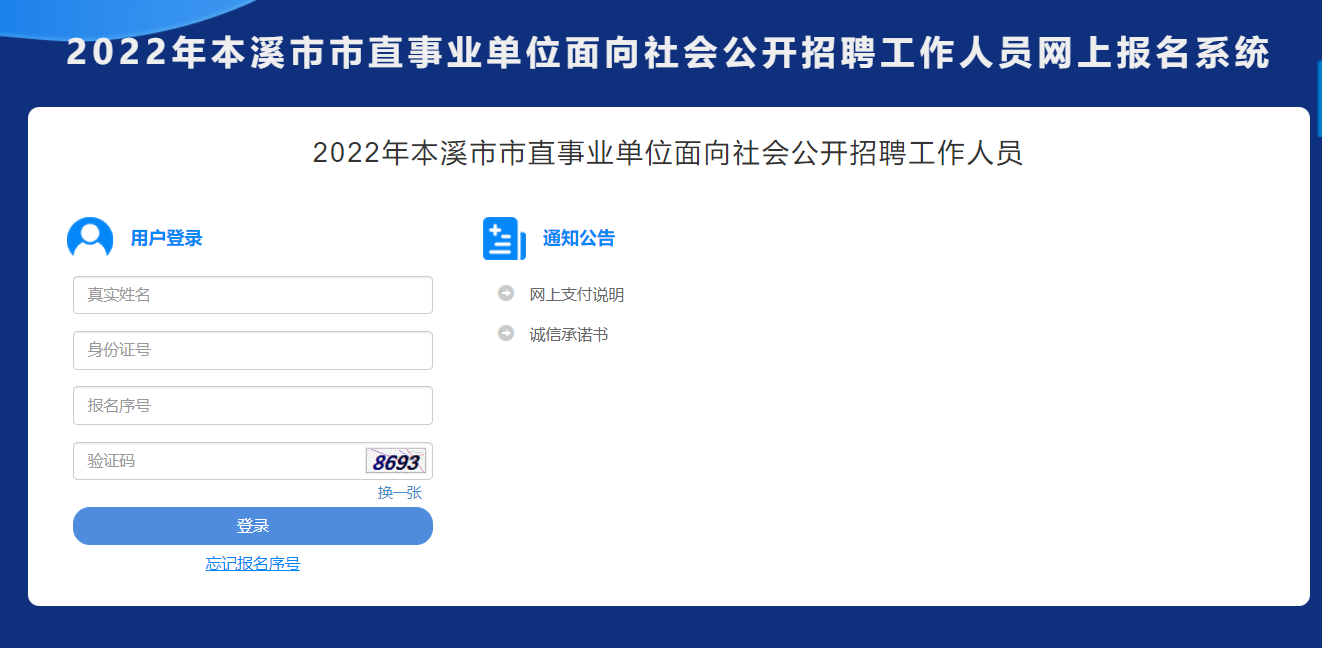 2022年本溪市市直事业单位面向社会公开招聘工作人员网上报名系统
2022年本溪市市直事业单位面向社会公开招聘工作人员
用户登录
真实姓名
身份证号
报名序号
验证码
8693
换一张
登录
忘记报名序号
通知公告
网上支付说明
诚信承诺书